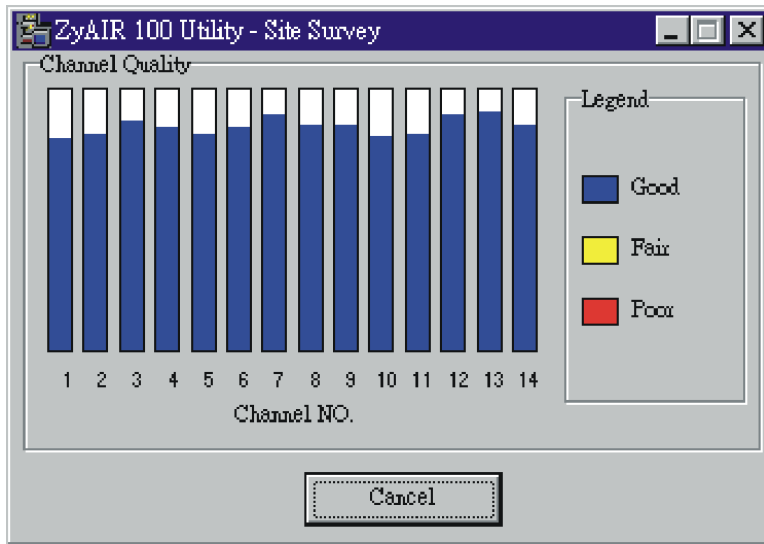 ZyAIR 100 Utility - Site Survey
Channel Quality
Legend
Good
Fair
Poor
1 2 3 4 5 6 7 8 9 10 11 12 13 14
Channel NO.
Cancel